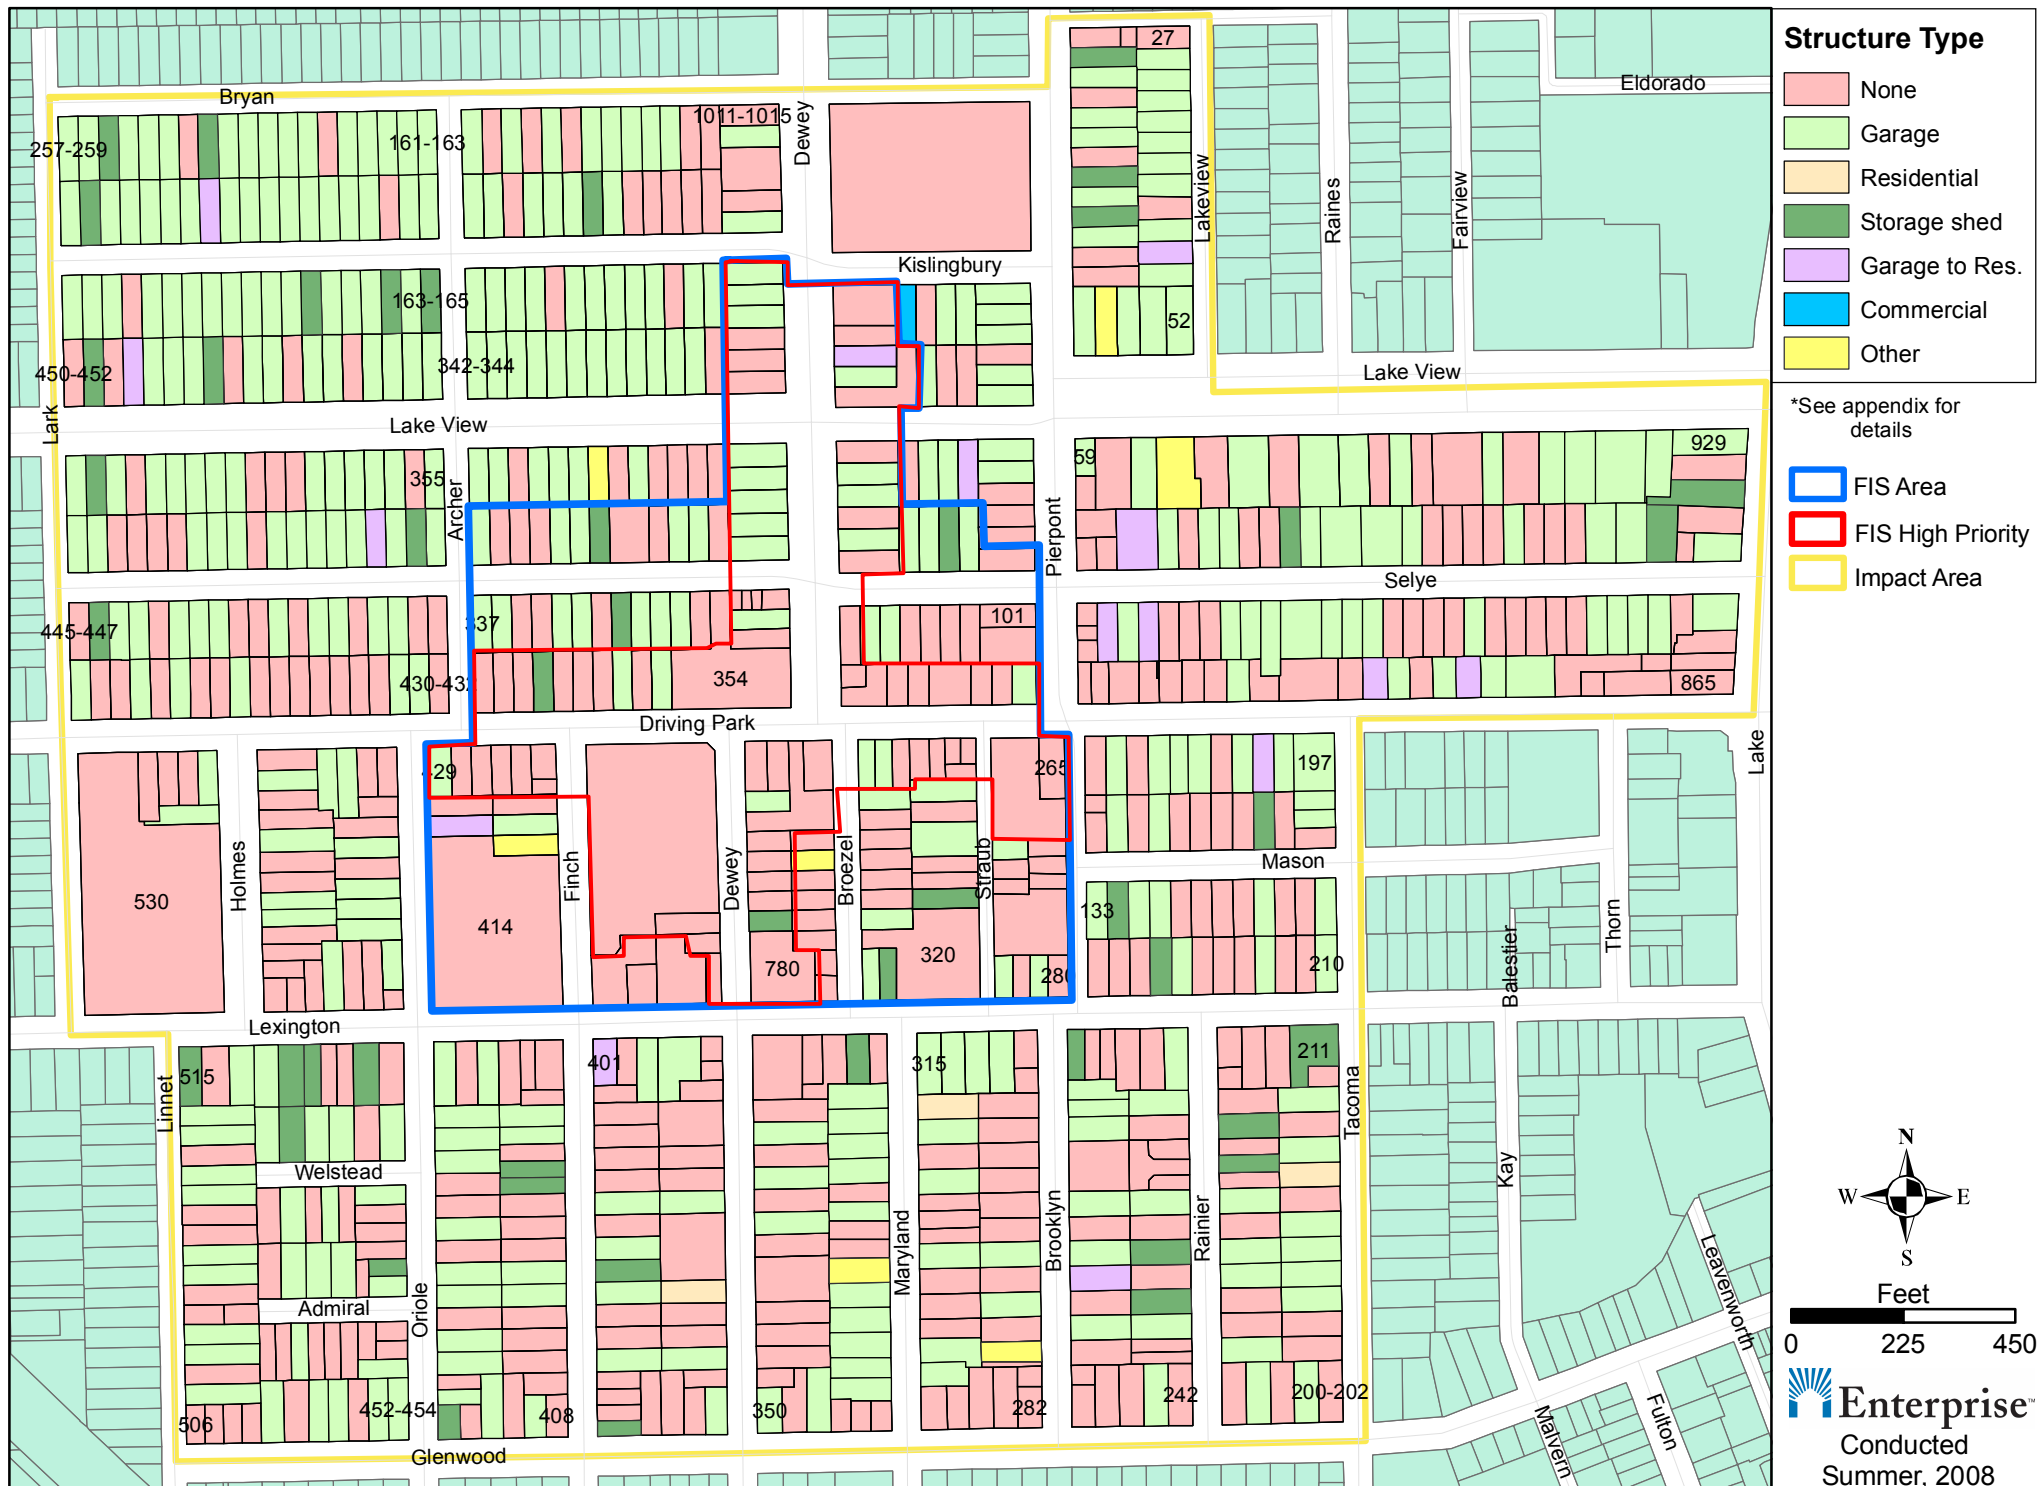 27
Structure Type
None
Garage
Residential
Storage shed
Garage to Res.
Commercial
Other
*See appendix for
details
FIS Area
FIS High Priority
Impact Area
Bryan
Eldorado
1011-1015
Dewey
257-259
161-163
Lakeview
Raines
Fairview
Kislingbury
163-165
52
342-344
450-452
Lake View
Lark
Lake View
929
59
355
Archer
Pierpont
Selye
445-447
337
101
430-432
354
865
Driving Park
429
265
197
Lake
Holmes
Finch
Dewey
Broezel
Straub
Mason
530
414
133
Balestier
Thorn
780
320
280
210
Lexington
515
401
315
211
Linnet
Tacoma
Welstead
Kay
Maryland
Brooklyn
Rainier
Leavenworth
Admiral
Oriole
506
452-454
408
350
282
242
200-202
Malvern
Fulton
Glenwood
N
W
E
S
Feet
0
225
450
Enterprise™
Conducted
Summer, 2008